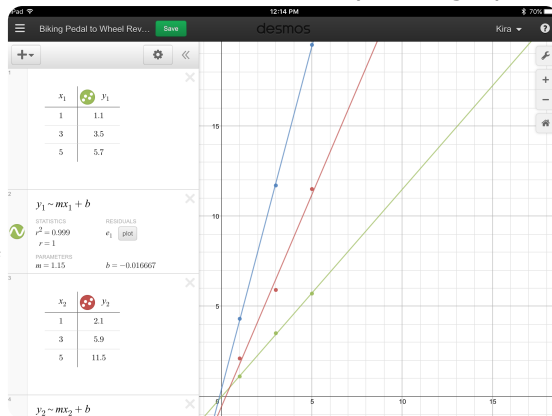 iPad 12:14 PM 70%
Biking Pedal to Wheel Rev... Save desmos Kira ?
+ «
1
x₁ y₁
1 1.1
3 3.5
5 5.7
2
y₁ ~ mx₁ + b
STATISTICS RESIDUALS
r² = 0.999 e₁ plot
r = 1
PARAMETERS
m = 1.15 b = −0.016667
3
x₂ y₂
1 2.1
3 5.9
5 11.5
4
y₂ ~ mx₂ + b
15
10
5
0 5 10 15
+
−